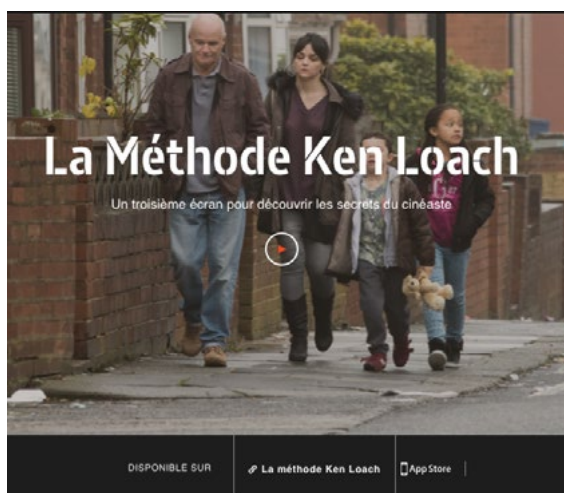 La Méthode Ken Loach
Un troisième écran pour découvrir les secrets du cinéaste
DISPONIBLE SUR
La méthode Ken Loach
App Store